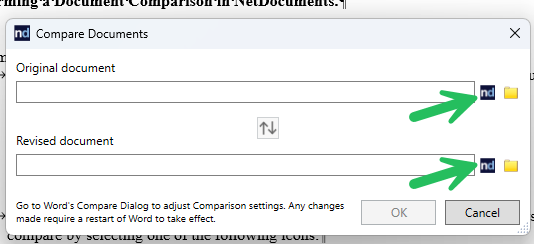 rming a Document Comparison in NetDocuments.¶
nd Compare Documents
Original document
nd
Revised document
nd
Go to Word's Compare Dialog to adjust Comparison settings. Any changes
made require a restart of Word to take effect.
OK
Cancel
compare by selecting one of the following icons:¶